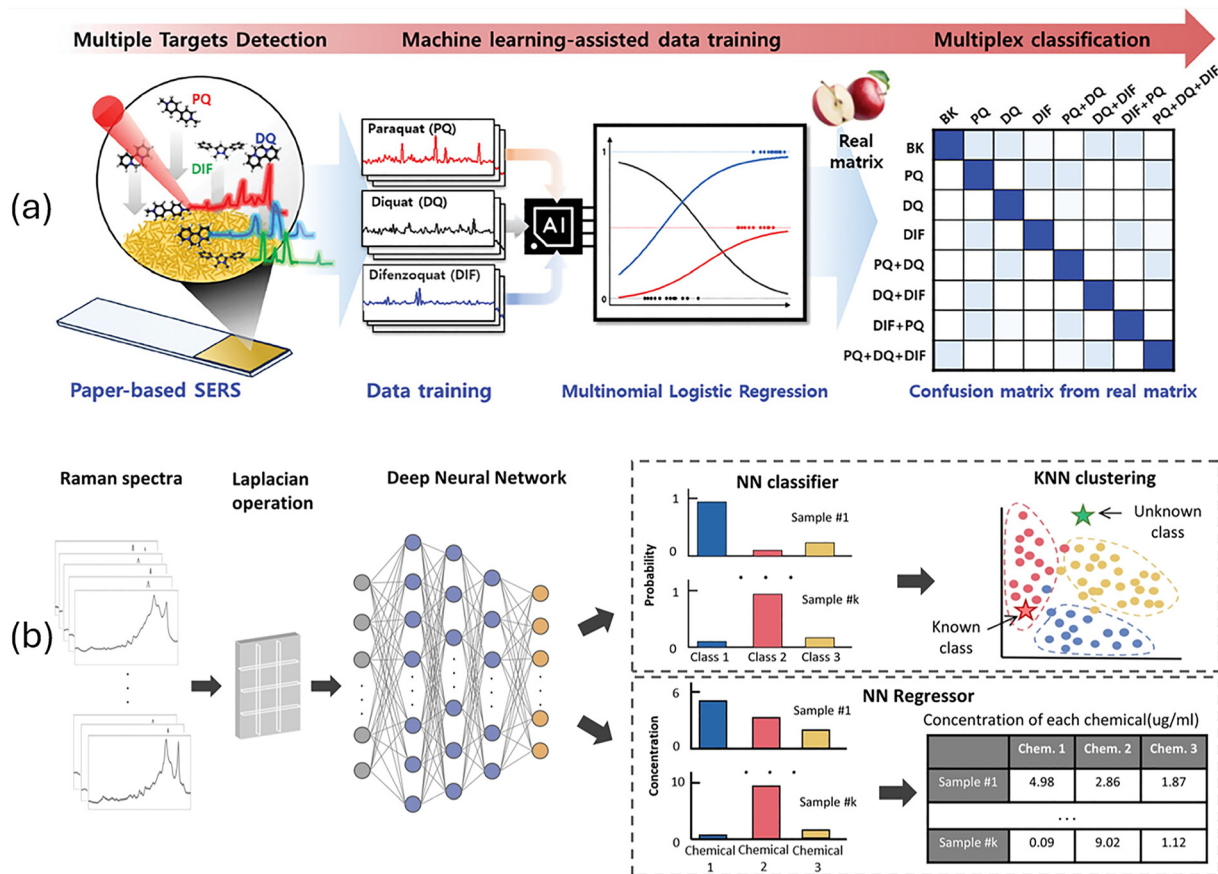 Multiple Targets Detection
Machine learning-assisted data training
Multiplex classification
(a)
PQ
DQ
DIF
Paper-based SERS
Paraquat (PQ)
Diquat (DQ)
Difenzoquat (DIF)
Data training
AI
1
0
Multinomial Logistic Regression
Real
matrix
BK
PQ
DQ
DIF
PQ+DQ
DQ+DIF
DIF+PQ
PQ+DQ+DIF
BK
PQ
DQ
DIF
PQ+DQ
DQ+DIF
DIF+PQ
PQ+DQ+DIF
Confusion matrix from real matrix
(b)
Raman spectra
Laplacian
operation
Deep Neural Network
NN classifier
Probability
1
0
Sample #1
. . .
1
0
Sample #k
Class 1 Class 2 Class 3
KNN clustering
Unknown
class
Known
class
NN Regressor
Concentration
6
0
Sample #1
. . .
10
0
Sample #k
Chemical Chemical Chemical
1 2 3
Concentration of each chemical(ug/ml)
Chem. 1 Chem. 2 Chem. 3
Sample #1 4.98 2.86 1.87
...
Sample #k 0.09 9.02 1.12